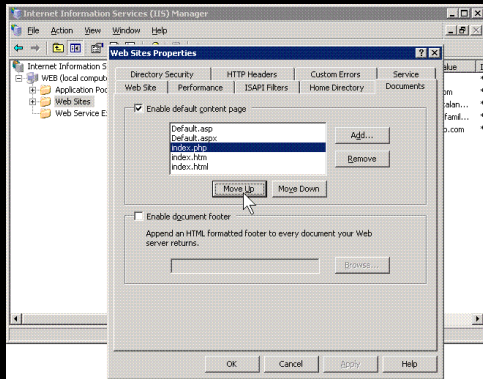 Internet Information Services (IIS) Manager
File Action View Window Help
Web Sites Properties
Internet Information S
WEB (local comput
Application Poo
Web Sites
Web Service E
Directory Security HTTP Headers Custom Errors Service
Web Site Performance ISAPI Filters Home Directory Documents
Enable default content page
Default.asp
Default.aspx
index.php
index.htm
index.html
Add...
Remove
Move Up Move Down
Enable document footer
Append an HTML formatted footer to every document your Web
server returns.
Browse...
OK Cancel Apply Help